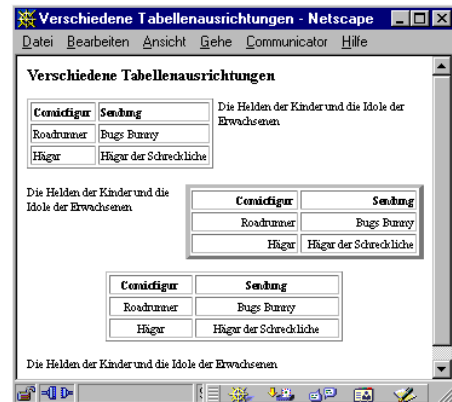 Verschiedene Tabellenausrichtungen - Netscape
Datei Bearbeiten Ansicht Gehe Communicator Hilfe
Verschiedene Tabellenausrichtungen
Comicfigur Sendung
Roadrunner Bugs Bunny
Hägar Hägar der Schreckliche
Die Helden der Kinder und die Idole der
Erwachsenen
Die Helden der Kinder und die
Idole der Erwachsenen
Comicfigur Sendung
Roadrunner Bugs Bunny
Hägar Hägar der Schreckliche
Comicfigur Sendung
Roadrunner Bugs Bunny
Hägar Hägar der Schreckliche
Die Helden der Kinder und die Idole der Erwachsenen